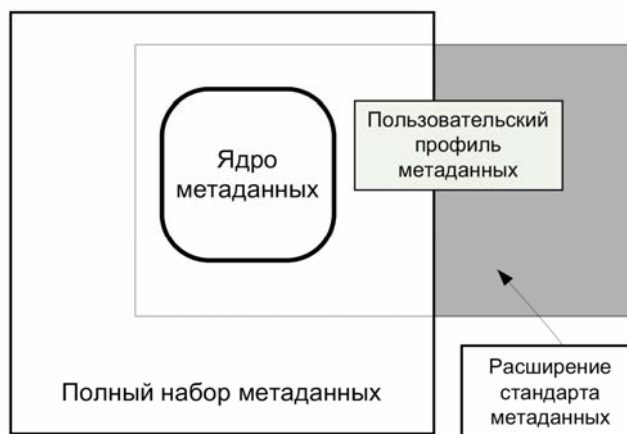 Пользовательский
профиль
метаданных
Ядро
метаданных
Полный набор метаданных
Расширение
стандарта
метаданных